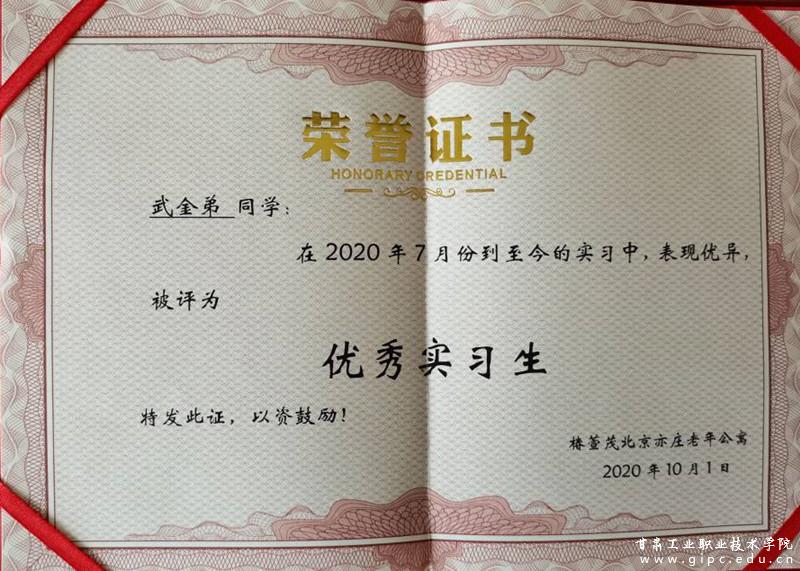 荣誉证书
HONORARY CREDENTIAL
武金弟 同学：
在2020年7月份到至今的实习中，表现优异，
被评为
优秀实习生
特发此证，以资鼓励！
椿萱茂北京亦庄老年公寓
2020年10月1日
甘肃工业职业技术学院
www.gipc.edu.cn